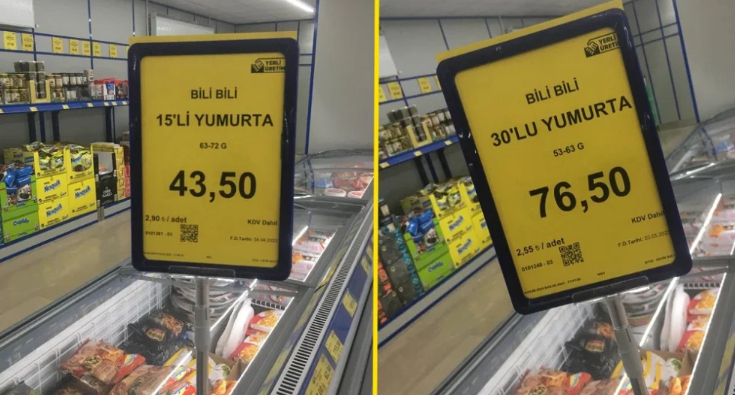 YERLİ
ÜRETİM
BİLİ BİLİ
15'Lİ YUMURTA
63-72 G
43,50
2,90 ₺ / adet
KDV Dahil
YERLİ
ÜRETİM
BİLİ BİLİ
30'LU YUMURTA
53-63 G
76,50
2,55 ₺ / adet
KDV Dahil